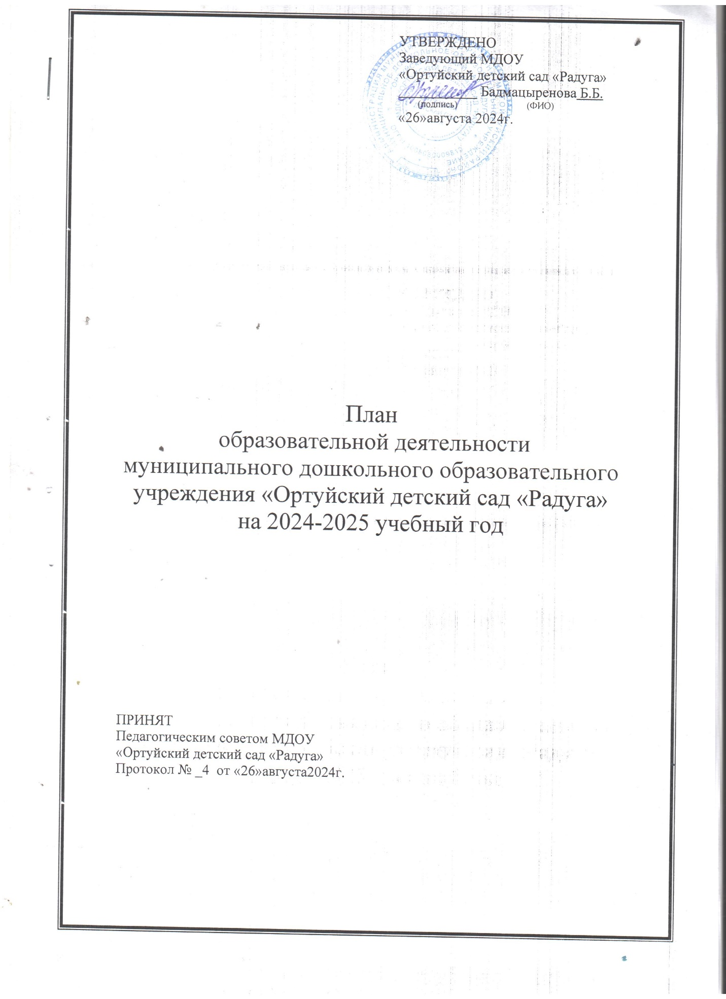 УТВЕРЖДЕНО
Заведующий МДОУ
«Ортуйский детский сад «Радуга»
Бадмацыренова Б.Б.
(подпись) (ФИО)
«26»августа 2024г.
План
образовательной деятельности
муниципального дошкольного образовательного
учреждения «Ортуйский детский сад «Радуга»
на 2024-2025 учебный год
ПРИНЯТ
Педагогическим советом МДОУ
«Ортуйский детский сад «Радуга»
Протокол № _4 от «26»августа2024г.